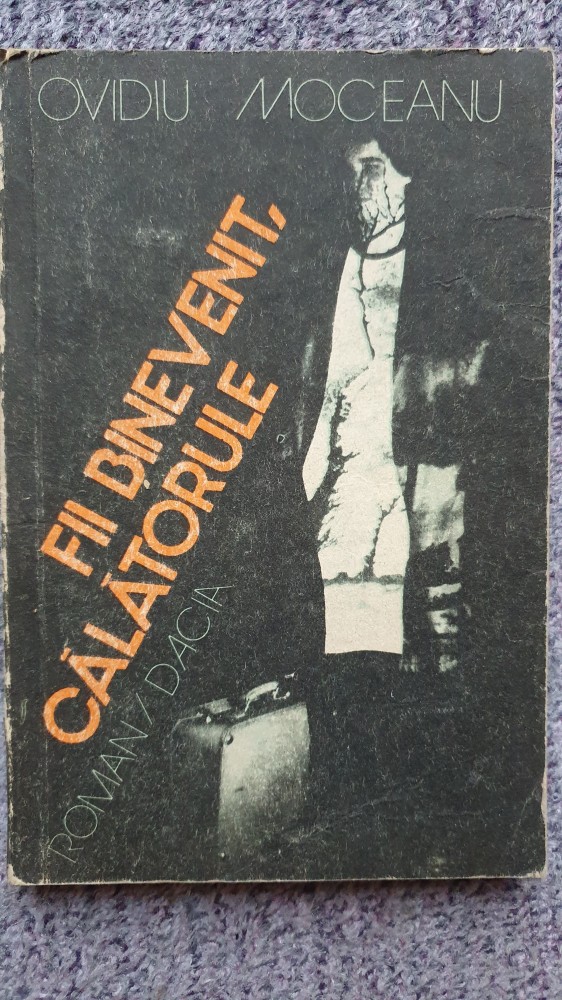 OVIDIU MOCEANU
FII BINEVENIT,
CĂLĂTORULE
ROMAN/DACIA